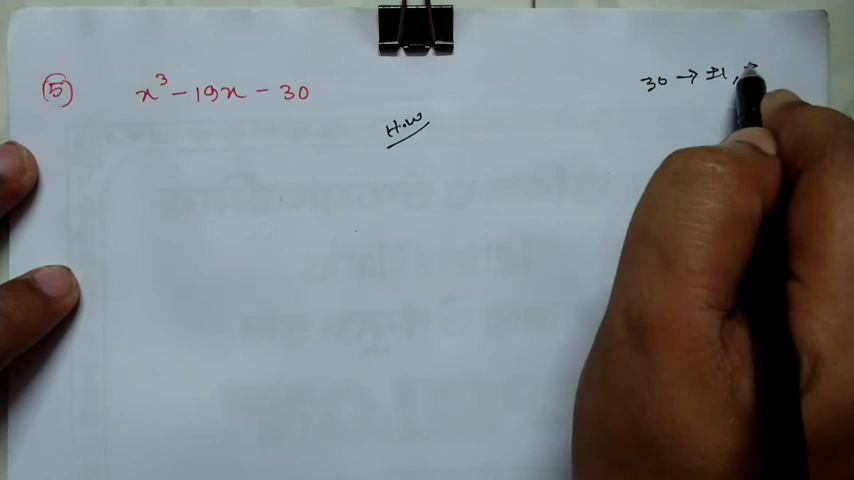 ⑤ x³ - 19x - 30
30 → ±1,
H.W